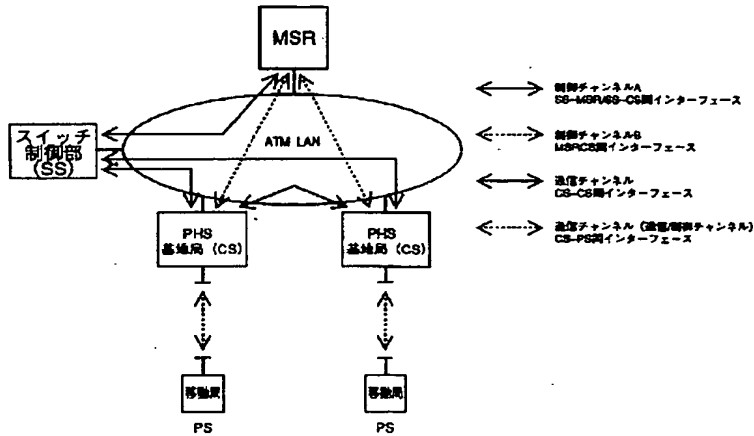 MSR
制御チャンネルA
SS-MSR/SS-CS間インターフェース
スイッチ
制御部
(SS)
ATM LAN
制御チャンネルB
MSRCS間インターフェース
通信チャンネル
CS-CS間インターフェース
PHS
基地局 (CS)
PHS
基地局 (CS)
通信チャンネル (通信/制御チャンネル)
CS-PS間インターフェース
移動局
移動局
PS
PS